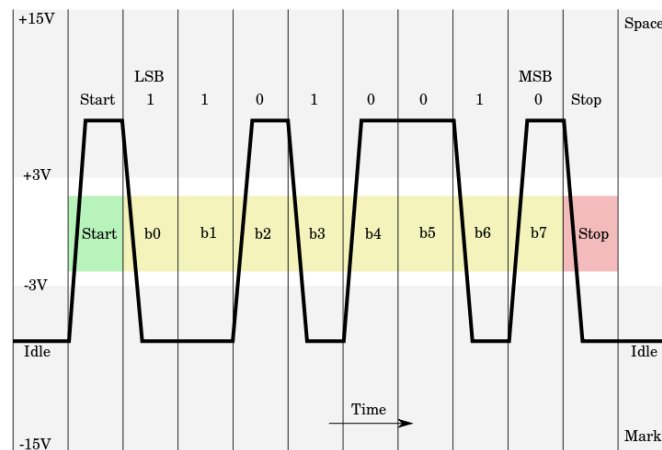 +15V Space
LSB MSB
Start 1 1 0 1 0 0 1 0 Stop
+3V
Start b0 b1 b2 b3 b4 b5 b6 b7 Stop
-3V
Idle Idle
Time
-15V Mark